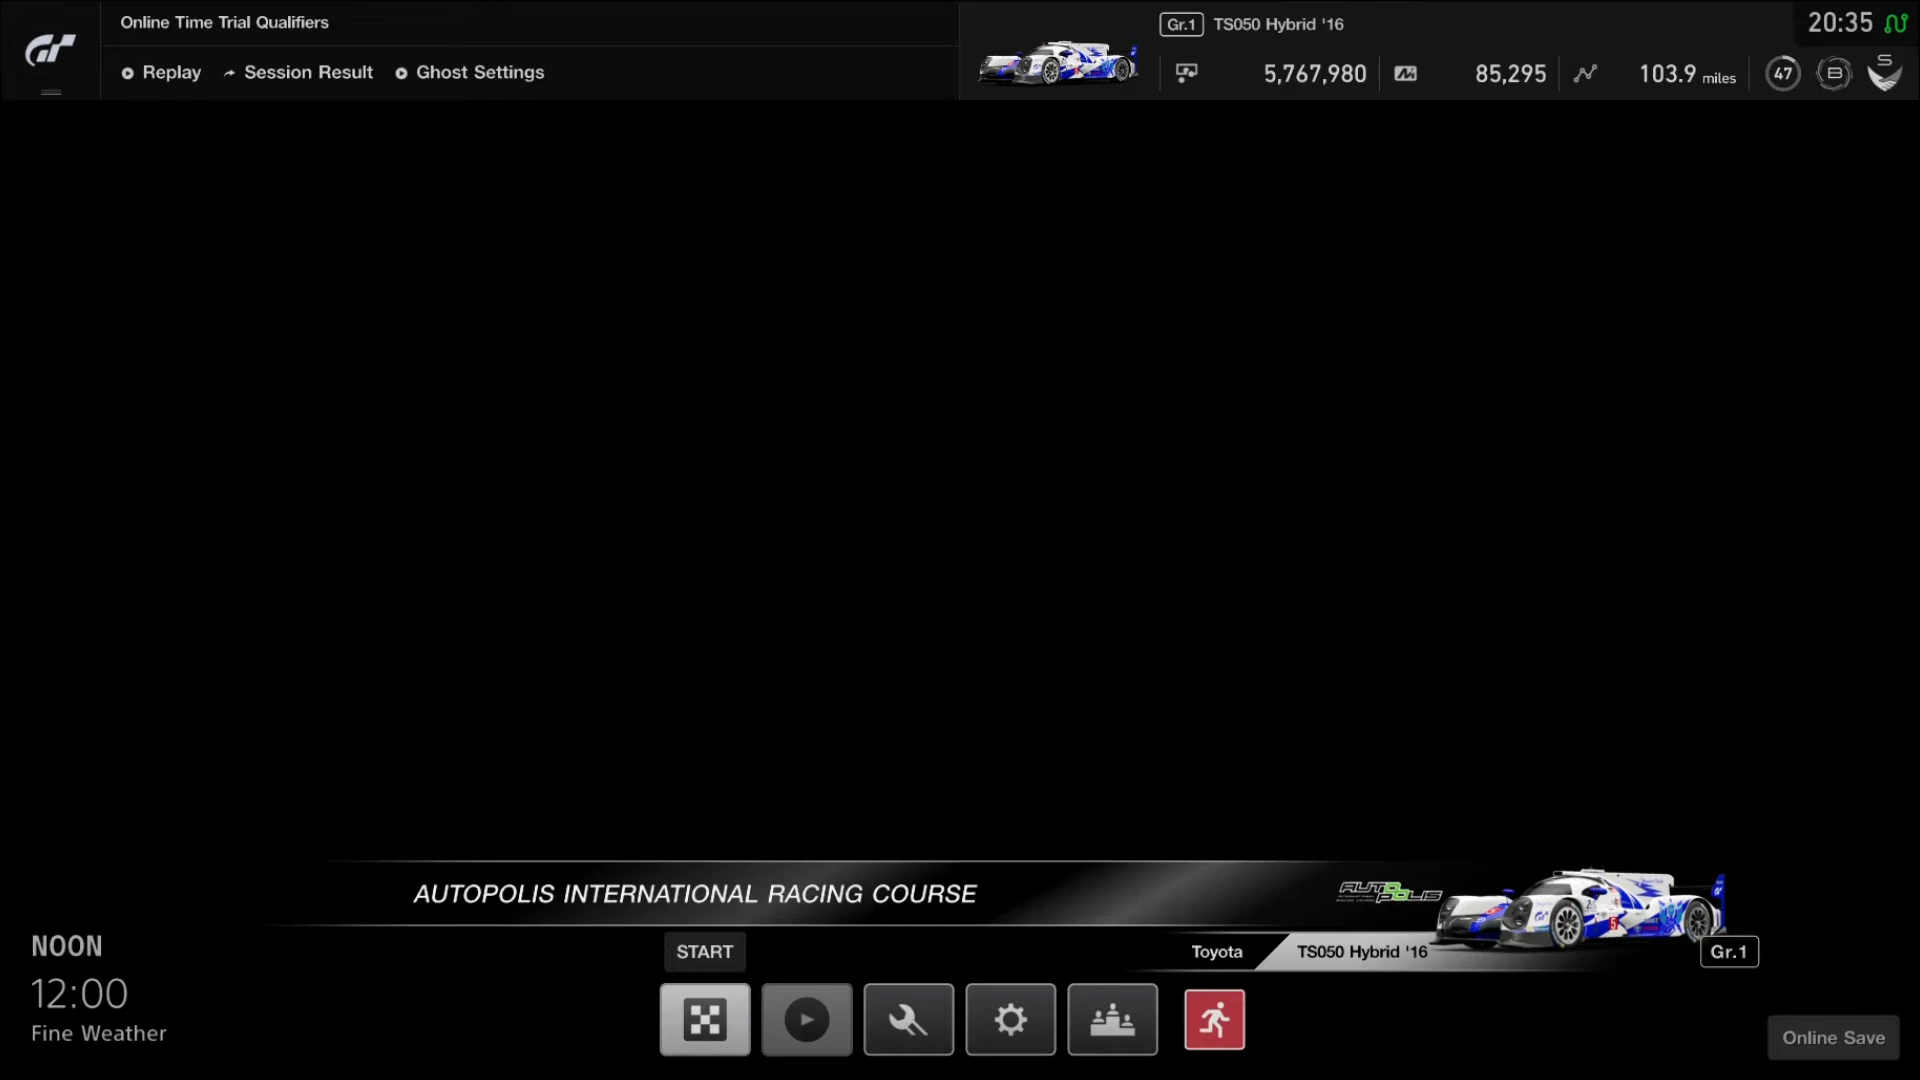 Online Time Trial Qualifiers
Replay Session Result Ghost Settings
Gr.1 TS050 Hybrid '16
20:35
5,767,980 85,295 103.9 miles 47 B S
AUTOPOLIS INTERNATIONAL RACING COURSE
AUTOPOLIS
START
Toyota TS050 Hybrid '16
Gr.1
NOON
12:00
Fine Weather
Online Save